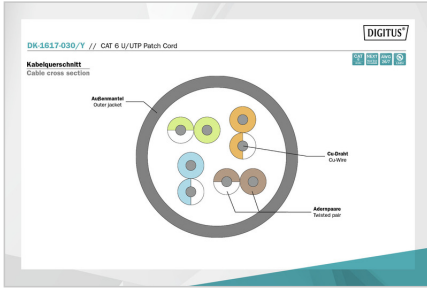 DIGITUS®
DK-1617-030/Y // CAT 6 U/UTP Patch Cord
Kabelquerschnitt
Cable cross section
Außenmantel
Outer jacket
Cu-Draht
Cu-Wire
Adernpaare
Twisted pair